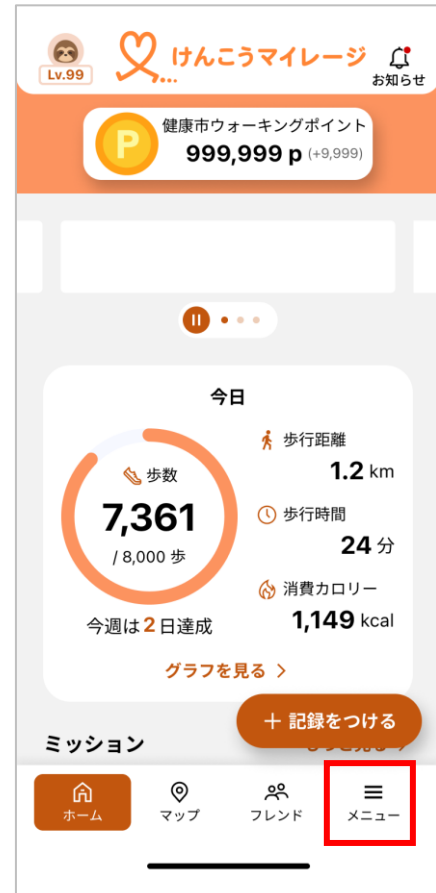 Lv.99
けんこうマイレージ
お知らせ
P
健康市ウォーキングポイント
999,999 p (+9,999)
今日
歩数
7,361
/ 8,000 歩
今週は2日達成
歩行距離
1.2 km
歩行時間
24 分
消費カロリー
1,149 kcal
グラフを見る
ミッション
+ 記録をつける
ホーム
マップ
フレンド
メニュー